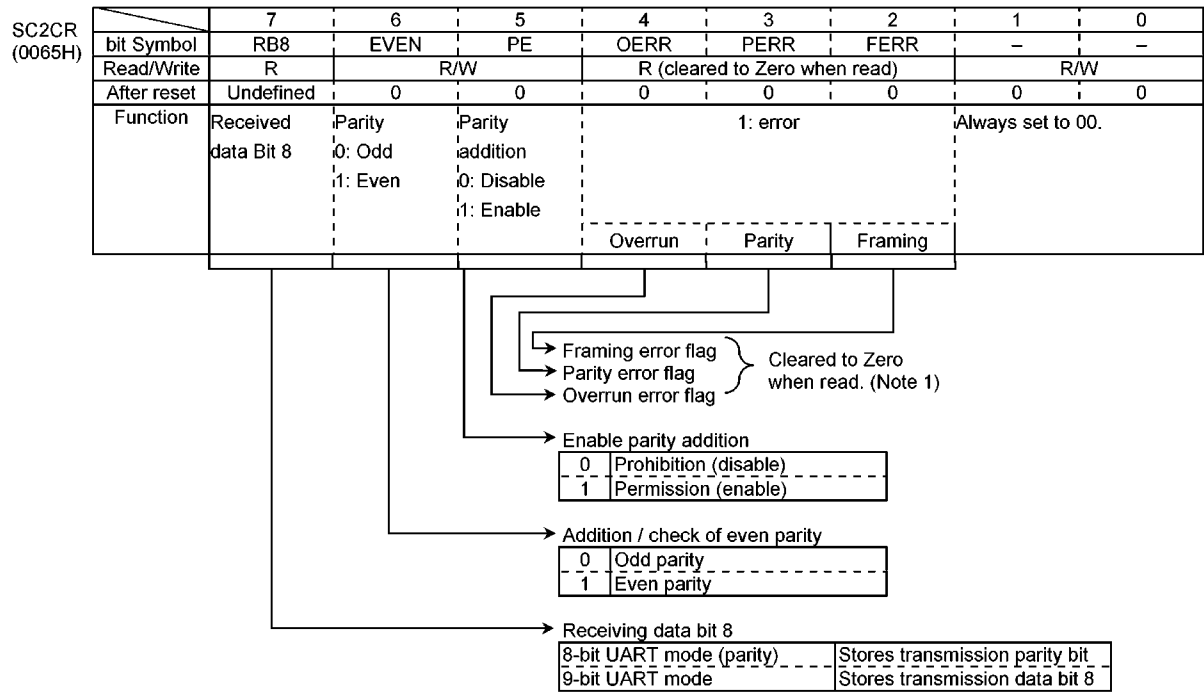 SC2CR
(0065H)
7 6 5 4 3 2 1 0
bit Symbol RB8 EVEN PE OERR PERR FERR – –
Read/Write R R/W R (cleared to Zero when read) R/W
After reset Undefined 0 0 0 0 0 0 0
Function Received Parity Parity 1: error Always set to 00.
data Bit 8 0: Odd addition
1: Even 0: Disable
1: Enable
Overrun Parity Framing
Framing error flag
Parity error flag
Overrun error flag
Cleared to Zero
when read. (Note 1)
Enable parity addition
0 Prohibition (disable)
1 Permission (enable)
Addition / check of even parity
0 Odd parity
1 Even parity
Receiving data bit 8
8-bit UART mode (parity) Stores transmission parity bit
9-bit UART mode Stores transmission data bit 8